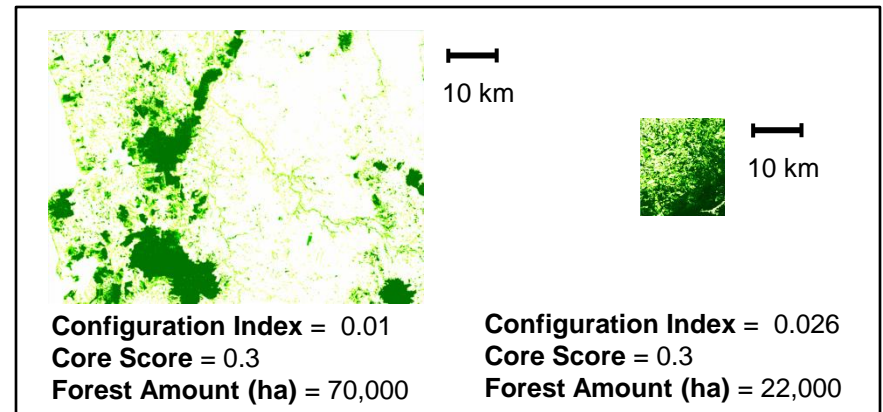 10 km
10 km
Configuration Index = 0.01
Core Score = 0.3
Forest Amount (ha) = 70,000
Configuration Index = 0.026
Core Score = 0.3
Forest Amount (ha) = 22,000